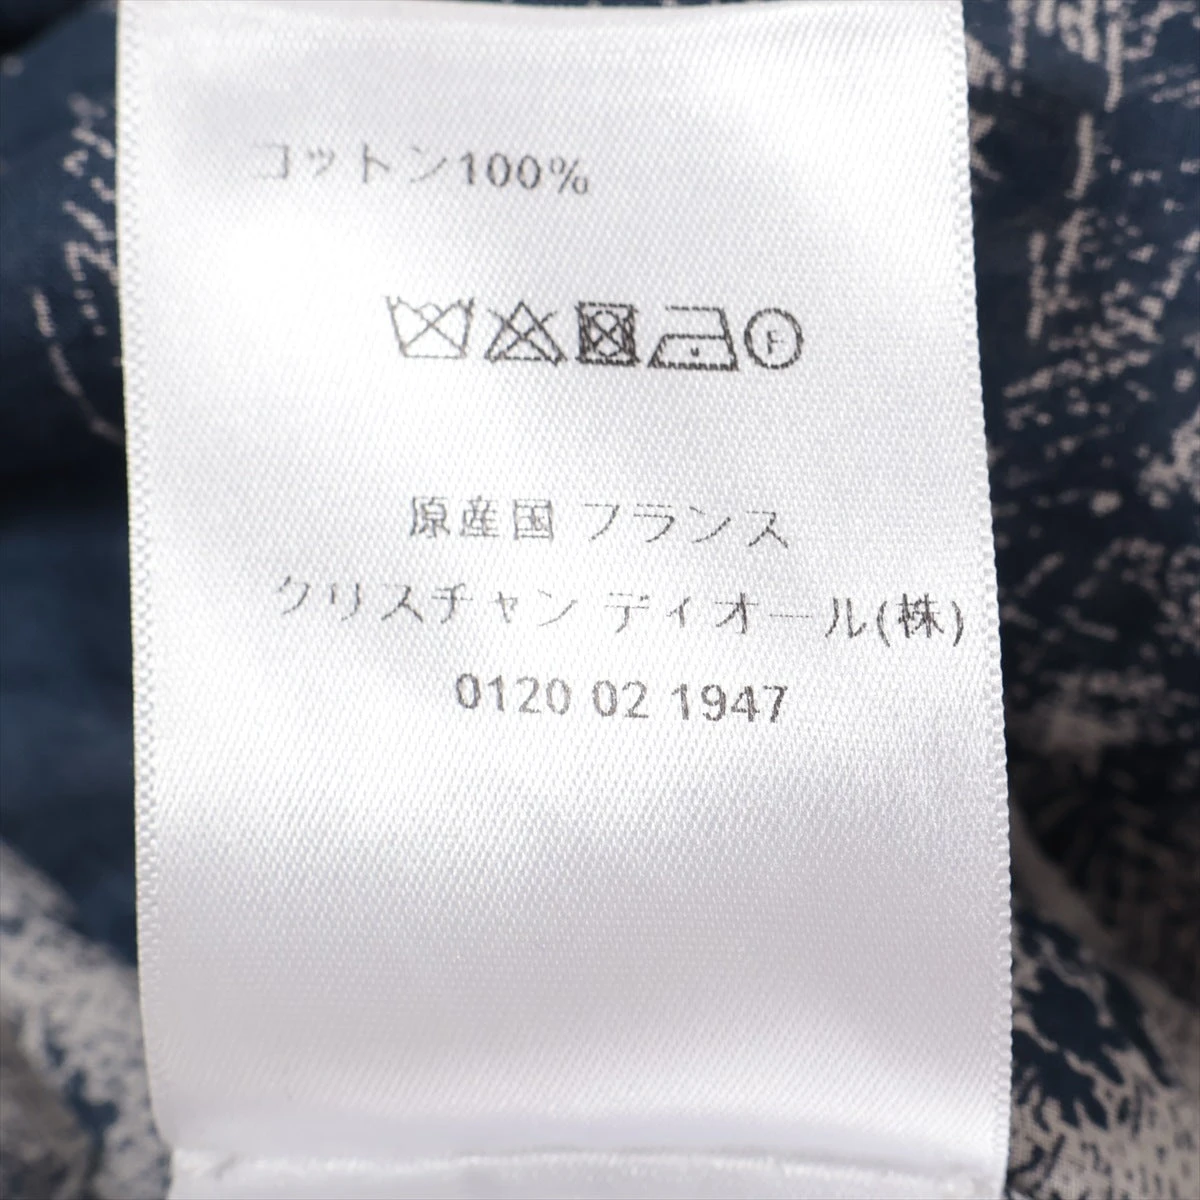 コットン100%
F
原産国 フランス
クリスチャン ディオール(株)
0120 02 1947